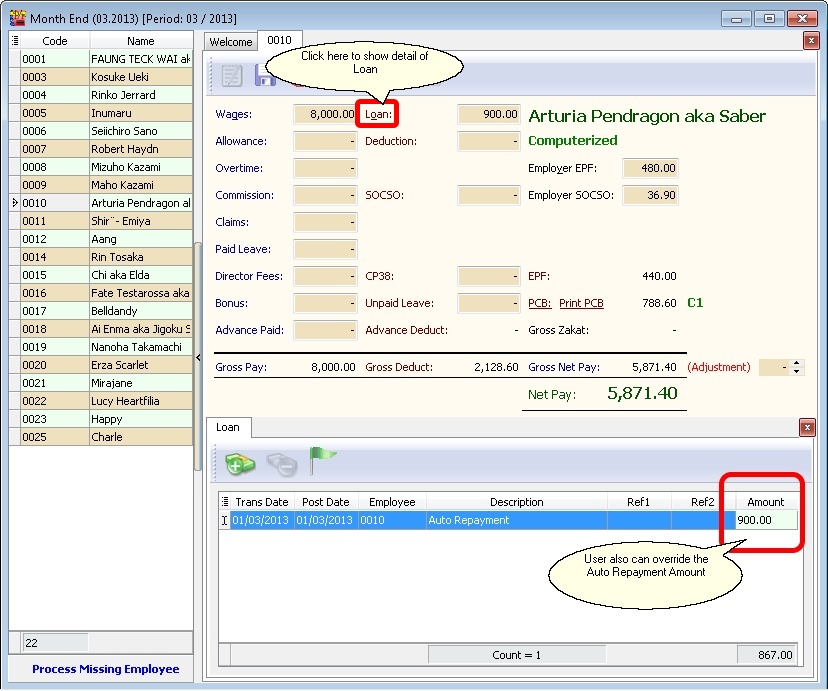 Month End (03.2013) [Period: 03 / 2013]
Code Name
0001 FAUNG TECK WAI ak
0003 Kosuke Ueki
0004 Rinko Jerrard
0005 Inumaru
0006 Seiichiro Sano
0007 Robert Haydn
0008 Mizuho Kazami
0009 Maho Kazami
0010 Arturia Pendragon al
0011 Shir¨- Emiya
0012 Aang
0014 Rin Tosaka
0015 Chi aka Elda
0016 Fate Testarossa aka
0017 Belldandy
0018 Ai Enma aka Jigoku S
0019 Nanoha Takamachi
0020 Erza Scarlet
0021 Mirajane
0022 Lucy Heartfilia
0023 Happy
0025 Charle
22
Process Missing Employee
Welcome 0010
Click here to show detail of
Loan
Wages: 8,000.00 Loan: 900.00 Arturia Pendragon aka Saber
Allowance: - Deduction: - Computerized
Overtime: - Employer EPF: 480.00
Commission: - SOCSO: - Employer SOCSO: 36.90
Claims: -
Paid Leave: -
Director Fees: - CP38: - EPF: 440.00
Bonus: - Unpaid Leave: - PCB: Print PCB 788.60 C1
Advance Paid: - Advance Deduct: - Gross Zakat: -
Gross Pay: 8,000.00 Gross Deduct: 2,128.60 Gross Net Pay: 5,871.40 (Adjustment) -
Net Pay: 5,871.40
Loan
Trans Date Post Date Employee Description Ref1 Ref2 Amount
01/03/2013 01/03/2013 0010 Auto Repayment 900.00
User also can override the
Auto Repayment Amount
Count = 1 867.00